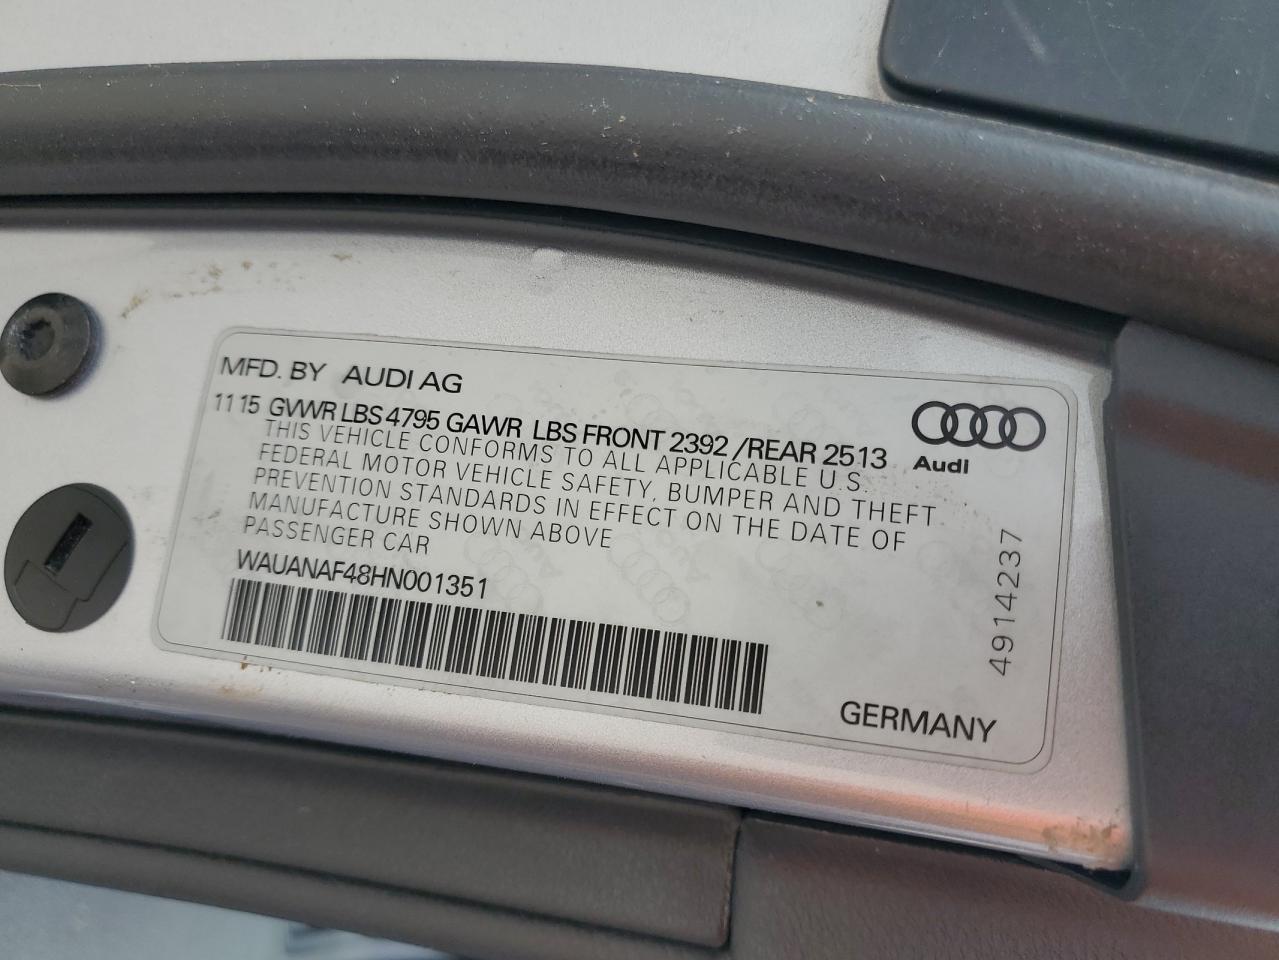 MFD. BY AUDI AG
11 15 GVWR LBS 4795 GAWR LBS FRONT 2392 / REAR 2513
THIS VEHICLE CONFORMS TO ALL APPLICABLE U.S.
FEDERAL MOTOR VEHICLE SAFETY, BUMPER AND THEFT
PREVENTION STANDARDS IN EFFECT ON THE DATE OF
MANUFACTURE SHOWN ABOVE
PASSENGER CAR
WAUANAF48HN001351
Audi
4914237
GERMANY